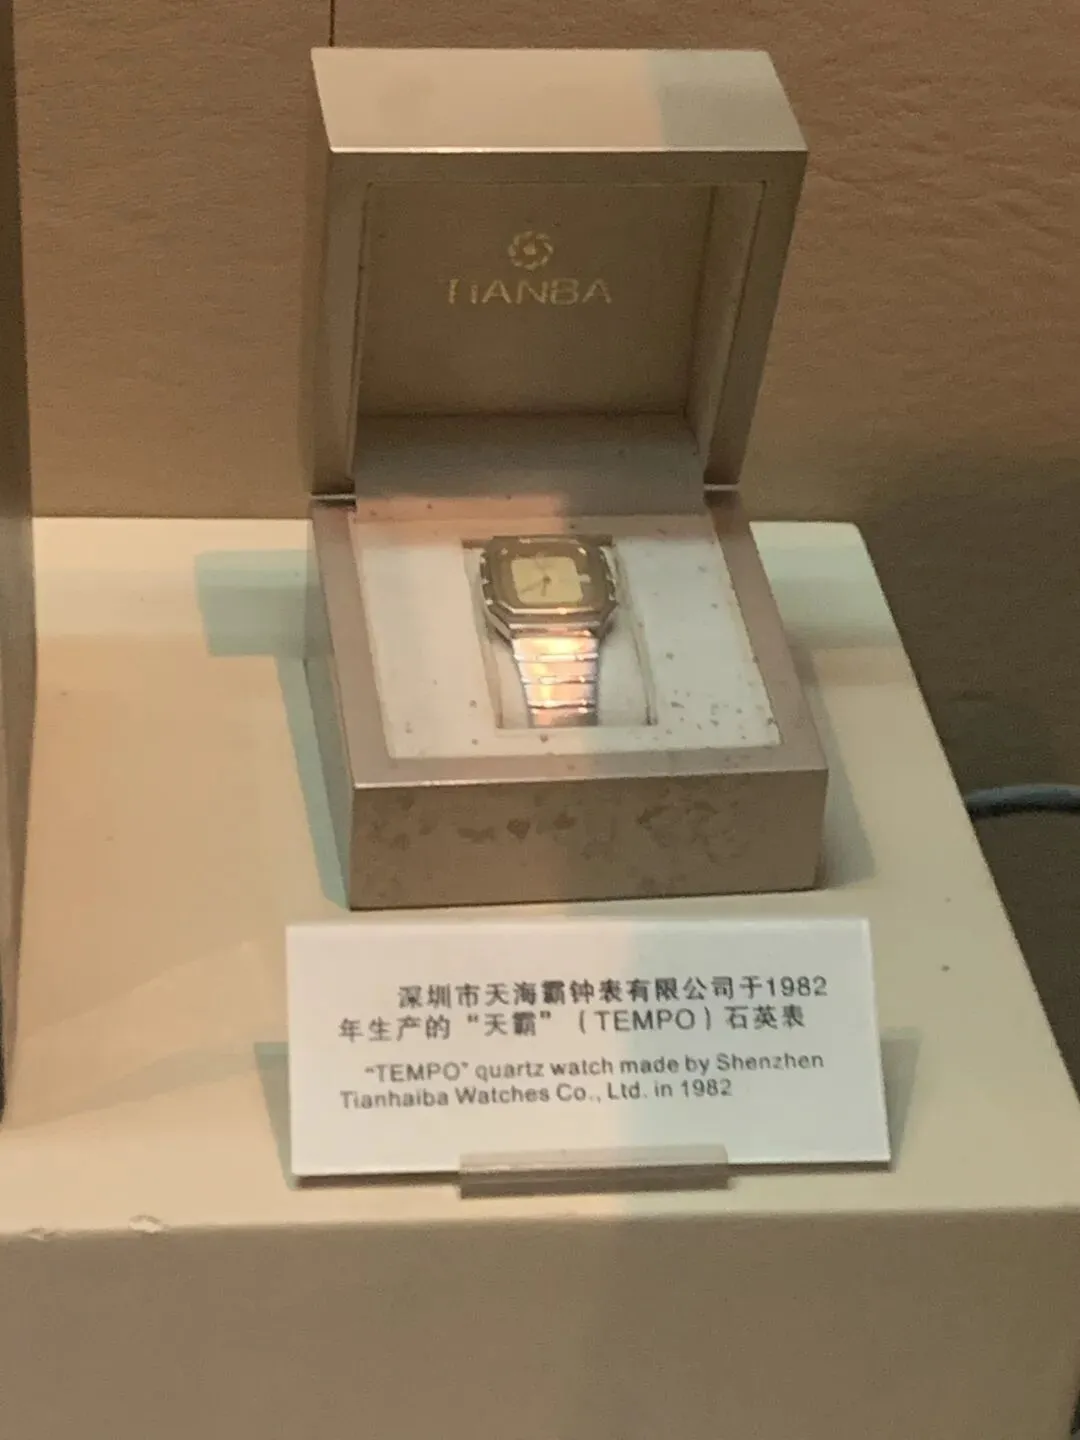 TIANBA
深圳市天海霸钟表有限公司于1982
年生产的“天霸”（TEMPO）石英表
“TEMPO” quartz watch made by Shenzhen
Tianhaiba Watches Co., Ltd. in 1982